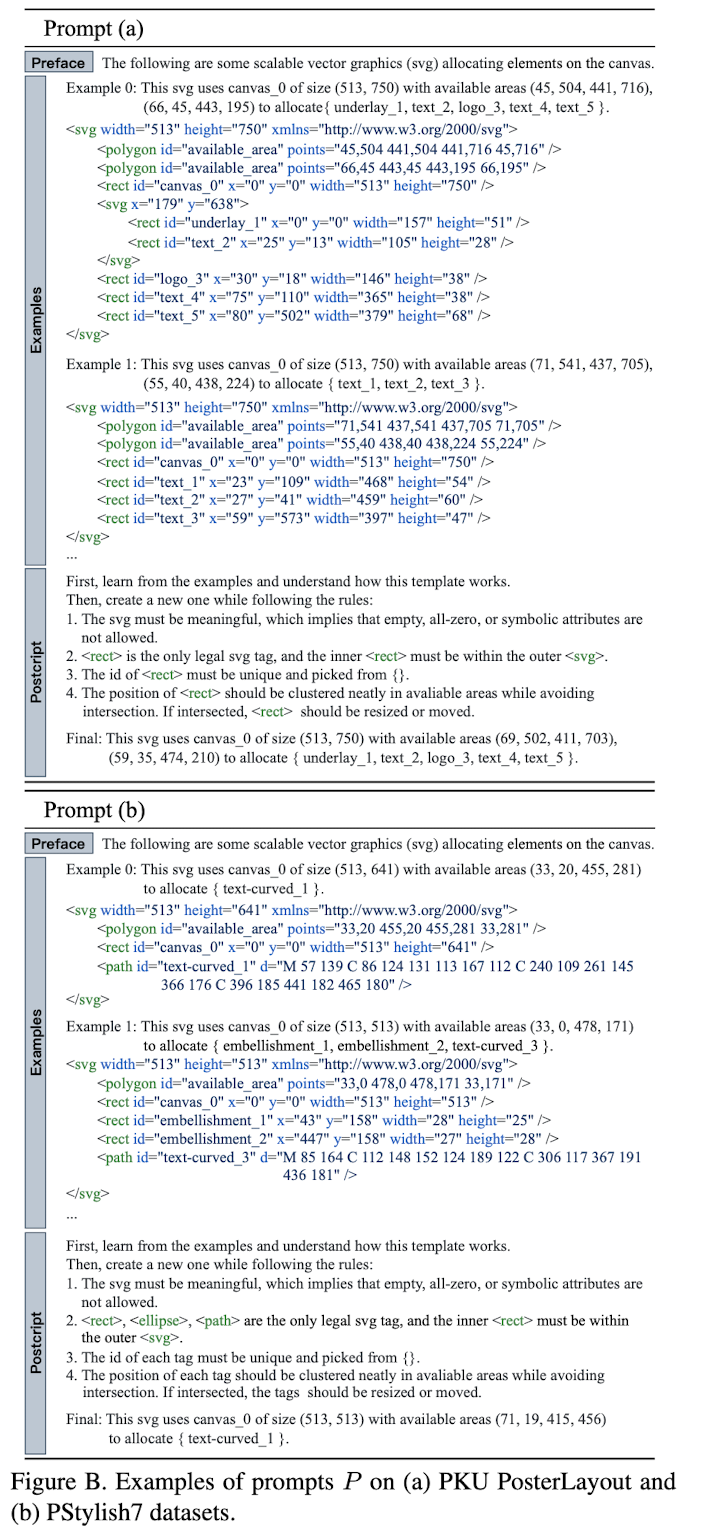 Prompt (a)
Preface The following are some scalable vector graphics (svg) allocating elements on the canvas.
Examples
Example 0: This svg uses canvas_0 of size (513, 750) with available areas (45, 504, 441, 716),
(66, 45, 443, 195) to allocate{ underlay_1, text_2, logo_3, text_4, text_5 }.
<svg width="513" height="750" xmlns="http://www.w3.org/2000/svg">
<polygon id="available_area" points="45,504 441,504 441,716 45,716" />
<polygon id="available_area" points="66,45 443,45 443,195 66,195" />
<rect id="canvas_0" x="0" y="0" width="513" height="750" />
<svg x="179" y="638">
<rect id="underlay_1" x="0" y="0" width="157" height="51" />
<rect id="text_2" x="25" y="13" width="105" height="28" />
</svg>
<rect id="logo_3" x="30" y="18" width="146" height="38" />
<rect id="text_4" x="75" y="110" width="365" height="38" />
<rect id="text_5" x="80" y="502" width="379" height="68" />
</svg>
Example 1: This svg uses canvas_0 of size (513, 750) with available areas (71, 541, 437, 705),
(55, 40, 438, 224) to allocate { text_1, text_2, text_3 }.
<svg width="513" height="750" xmlns="http://www.w3.org/2000/svg">
<polygon id="available_area" points="71,541 437,541 437,705 71,705" />
<polygon id="available_area" points="55,40 438,40 438,224 55,224" />
<rect id="canvas_0" x="0" y="0" width="513" height="750" />
<rect id="text_1" x="23" y="109" width="468" height="54" />
<rect id="text_2" x="27" y="41" width="459" height="60" />
<rect id="text_3" x="59" y="573" width="397" height="47" />
</svg>
...
Postcript
First, learn from the examples and understand how this template works.
Then, create a new one while following the rules:
1. The svg must be meaningful, which implies that empty, all-zero, or symbolic attributes are
not allowed.
2. <rect> is the only legal svg tag, and the inner <rect> must be within the outer <svg>.
3. The id of <rect> must be unique and picked from {}.
4. The position of <rect> should be clustered neatly in avaliable areas while avoiding
intersection. If intersected, <rect> should be resized or moved.
Final: This svg uses canvas_0 of size (513, 750) with available areas (69, 502, 411, 703),
(59, 35, 474, 210) to allocate { underlay_1, text_2, logo_3, text_4, text_5 }.
Prompt (b)
Preface The following are some scalable vector graphics (svg) allocating elements on the canvas.
Examples
Example 0: This svg uses canvas_0 of size (513, 641) with available areas (33, 20, 455, 281)
to allocate { text-curved_1 }.
<svg width="513" height="641" xmlns="http://www.w3.org/2000/svg">
<polygon id="available_area" points="33,20 455,20 455,281 33,281" />
<rect id="canvas_0" x="0" y="0" width="513" height="641" />
<path id="text-curved_1" d="M 57 139 C 86 124 131 113 167 112 C 240 109 261 145
366 176 C 396 185 441 182 465 180" />
</svg>
Example 1: This svg uses canvas_0 of size (513, 513) with available areas (33, 0, 478, 171)
to allocate { embellishment_1, embellishment_2, text-curved_3 }.
<svg width="513" height="513" xmlns="http://www.w3.org/2000/svg">
<polygon id="available_area" points="33,0 478,0 478,171 33,171" />
<rect id="canvas_0" x="0" y="0" width="513" height="513" />
<rect id="embellishment_1" x="43" y="158" width="28" height="25" />
<rect id="embellishment_2" x="447" y="158" width="27" height="28" />
<path id="text-curved_3" d="M 85 164 C 112 148 152 124 189 122 C 306 117 367 191
436 181" />
</svg>
...
Postcript
First, learn from the examples and understand how this template works.
Then, create a new one while following the rules:
1. The svg must be meaningful, which implies that empty, all-zero, or symbolic attributes are
not allowed.
2. <rect>, <ellipse>, <path> are the only legal svg tag, and the inner <rect> must be within
the outer <svg>.
3. The id of each tag must be unique and picked from {}.
4. The position of each tag should be clustered neatly in avaliable areas while avoiding
intersection. If intersected, the tags should be resized or moved.
Final: This svg uses canvas_0 of size (513, 513) with available areas (71, 19, 415, 456)
to allocate { text-curved_1 }.
Figure B. Examples of prompts P on (a) PKU PosterLayout and
(b) PStylish7 datasets.